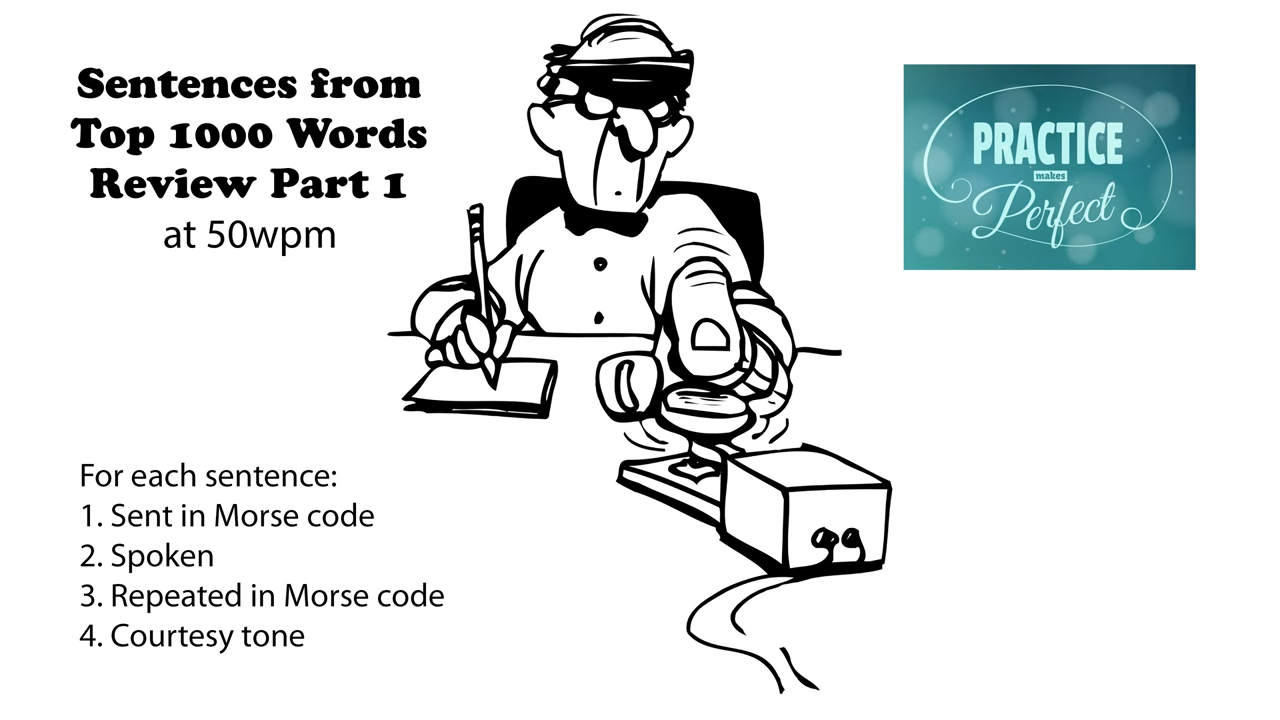 Sentences from
Top 1000 Words
Review Part 1
at 50wpm
PRACTICE
makes
Perfect
For each sentence:
1. Sent in Morse code
2. Spoken
3. Repeated in Morse code
4. Courtesy tone